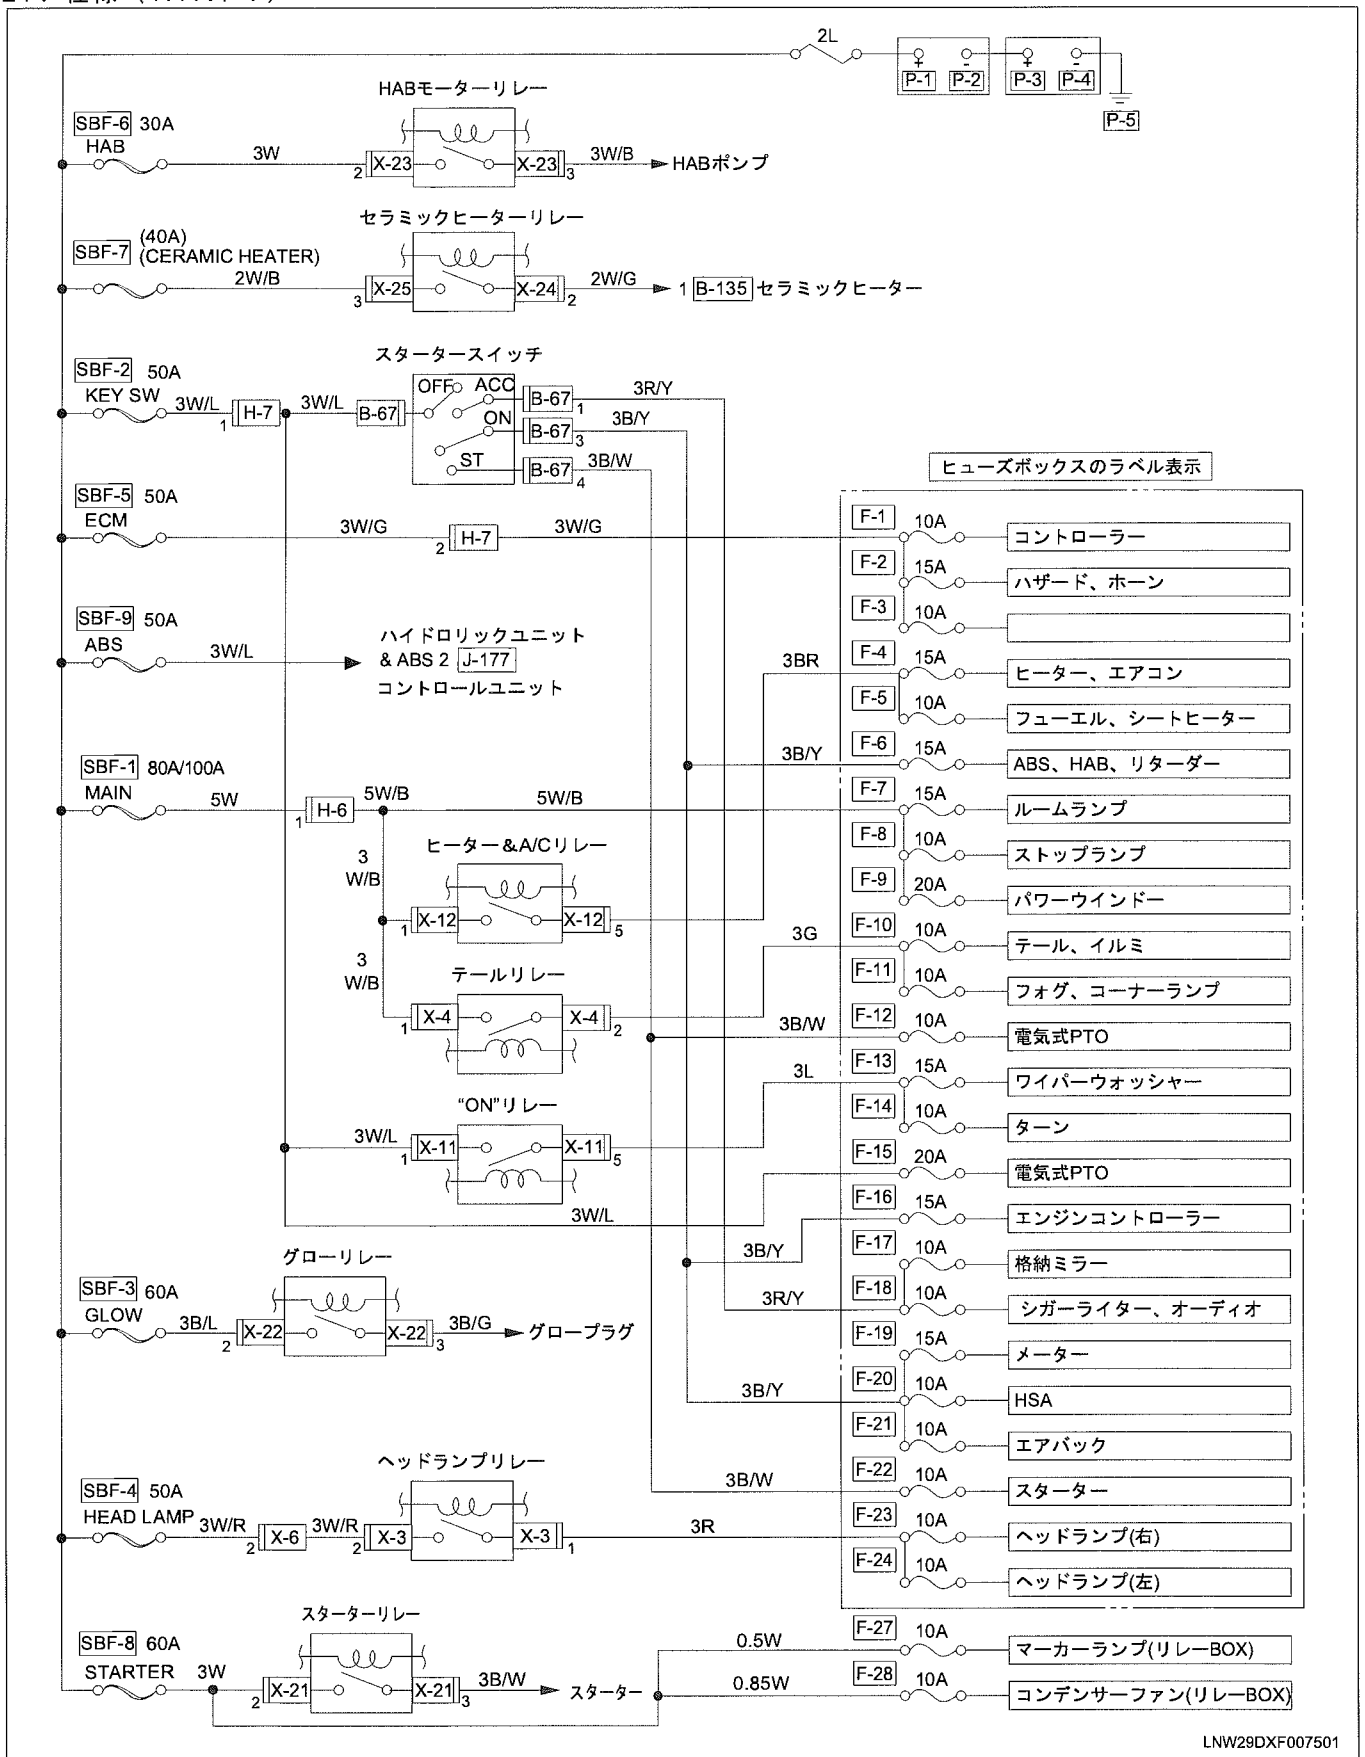 2L
P-1 P-2 P-3 P-4
P-5
HABモーターリレー
SBF-6 30A
HAB
3W
2 X-23 X-23 3
3W/B
HABポンプ
セラミックヒーターリレー
SBF-7 (40A)
(CERAMIC HEATER)
2W/B
3 X-25 X-24 2
2W/G
1 B-135 セラミックヒーター
スタータースイッチ
SBF-2 50A
KEY SW
3W/L
1 H-7
3W/L
B-67
OFF ACC
B-67 1
3R/Y
ON
B-67 3
3B/Y
ST
B-67 4
3B/W
ヒューズボックスのラベル表示
SBF-5 50A
ECM
3W/G
2 H-7
3W/G
F-1 10A コントローラー
F-2 15A ハザード、ホーン
F-3 10A
SBF-9 50A
ABS
3W/L
ハイドロリックユニット
& ABS 2 J-177
コントロールユニット
3BR
F-4 15A ヒーター、エアコン
F-5 10A フューエル、シートヒーター
3B/Y
F-6 15A ABS、HAB、リターダー
SBF-1 80A/100A
MAIN
5W
1 H-6
5W/B
5W/B
F-7 15A ルームランプ
F-8 10A ストップランプ
F-9 20A パワーウインドー
3
W/B
ヒーター&A/Cリレー
1 X-12 X-12 5
3G
F-10 10A テール、イルミ
F-11 10A フォグ、コーナーランプ
3
W/B
テールリレー
1 X-4 X-4 2
3B/W
F-12 10A 電気式PTO
3L
F-13 15A ワイパーウォッシャー
F-14 10A ターン
“ON”リレー
3W/L
1 X-11 X-11 5
F-15 20A 電気式PTO
3W/L
3B/Y
F-16 15A エンジンコントローラー
F-17 10A 格納ミラー
3R/Y
F-18 10A シガーライター、オーディオ
グローリレー
SBF-3 60A
GLOW
3B/L
2 X-22 X-22 3
3B/G
グロープラグ
F-19 15A メーター
3B/Y
F-20 10A HSA
F-21 10A エアバック
3B/W
F-22 10A スターター
ヘッドランプリレー
SBF-4 50A
HEAD LAMP
3W/R
2 X-6
3W/R
2 X-3 X-3 1
3R
F-23 10A ヘッドランプ(右)
F-24 10A ヘッドランプ(左)
スターターリレー
SBF-8 60A
STARTER
3W
2 X-21 X-21 3
3B/W
スターター
0.5W
F-27 10A マーカーランプ(リレーBOX)
0.85W
F-28 10A コンデンサーファン(リレーBOX)
LNW29DXF007501